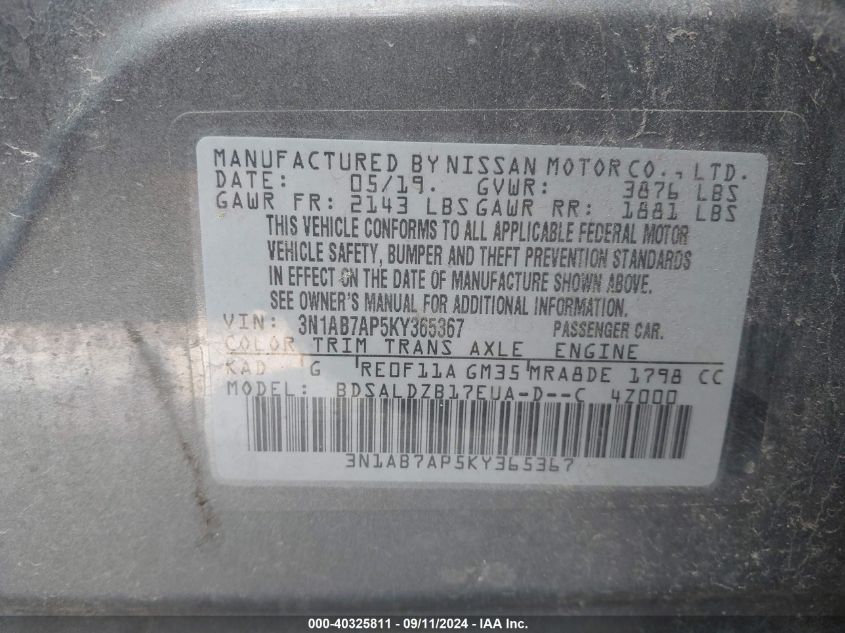 MANUFACTURED BY NISSAN MOTOR CO., LTD.
DATE: 05/19. GVWR: 3876 LBS
GAWR FR: 2143 LBS GAWR RR: 1881 LBS
THIS VEHICLE CONFORMS TO ALL APPLICABLE FEDERAL MOTOR
VEHICLE SAFETY, BUMPER AND THEFT PREVENTION STANDARDS
IN EFFECT ON THE DATE OF MANUFACTURE SHOWN ABOVE.
SEE OWNER'S MANUAL FOR ADDITIONAL INFORMATION.
VIN: 3N1AB7AP5KY365367 PASSENGER CAR.
COLOR TRIM TRANS AXLE ENGINE
KAD G RE0F11A GM35 MRA8DE 1798 CC
MODEL: BDSALDZB17EUA-D--C 4Z000
3N1AB7AP5KY365367
000-40325811 - 09/11/2024 - IAA Inc.